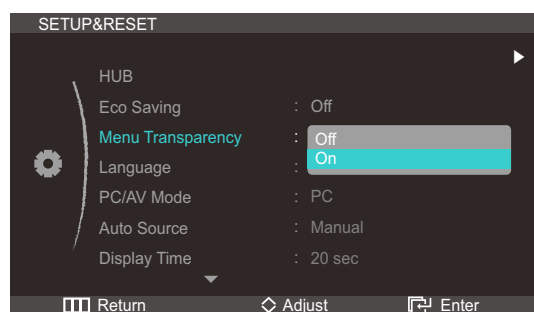 SETUP&RESET
HUB
Eco Saving : Off
Menu Transparency : Off
On
Language :
PC/AV Mode : PC
Auto Source : Manual
Display Time : 20 sec
Return Adjust Enter